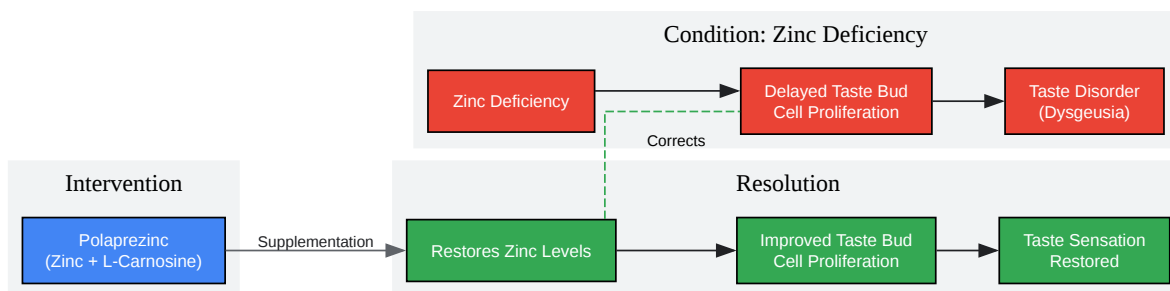 Condition: Zinc Deficiency
Zinc Deficiency
Delayed Taste Bud
Cell Proliferation
Taste Disorder
(Dysgeusia)
Corrects
Intervention
Polaprezinc
(Zinc + L-Carnosine)
Supplementation
Resolution
Restores Zinc Levels
Improved Taste Bud
Cell Proliferation
Taste Sensation
Restored